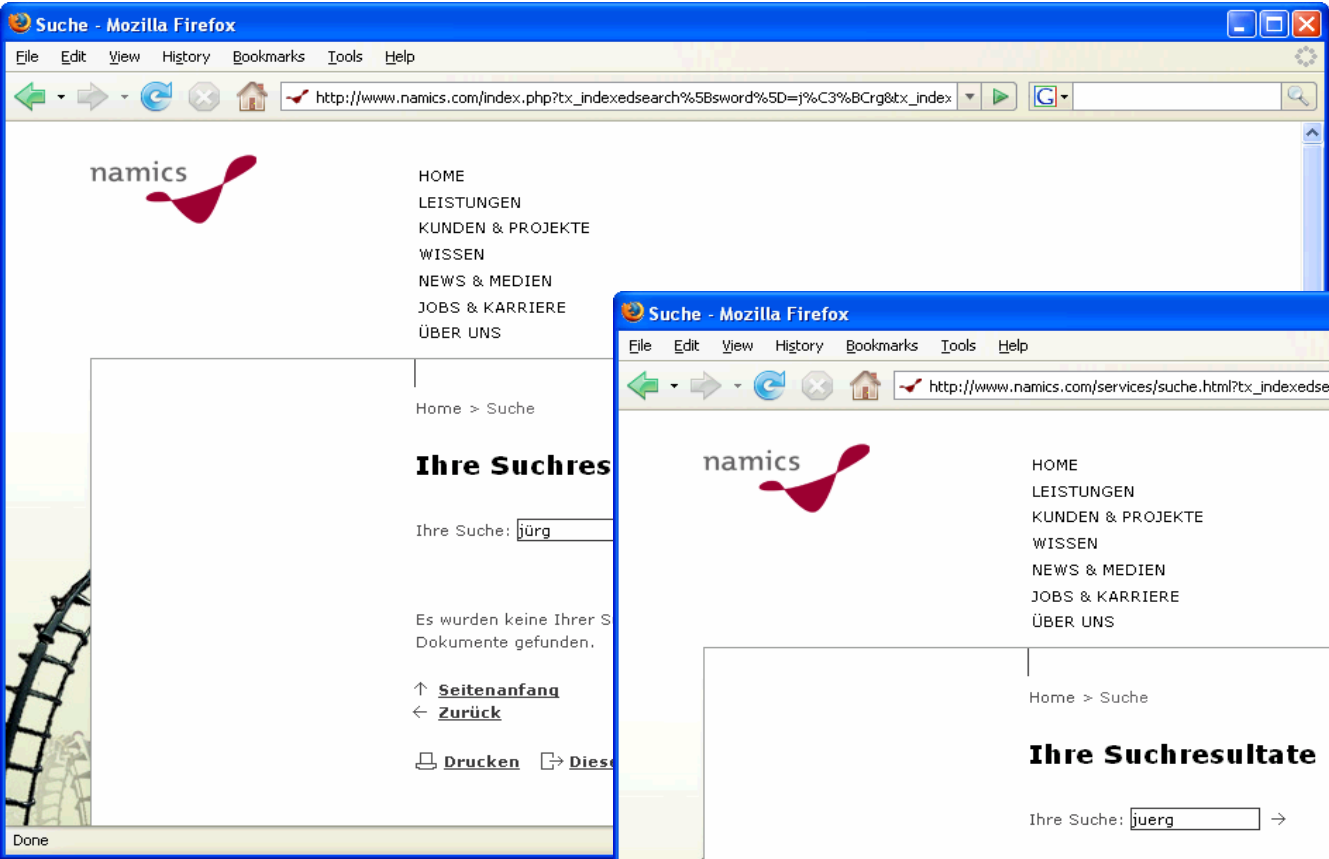 Suche - Mozilla Firefox
File Edit View History Bookmarks Tools Help
http://www.namics.com/index.php?tx_indexedsearch%5Bsword%5D=j%C3%BCrg&tx_index
G
namics
HOME
LEISTUNGEN
KUNDEN & PROJEKTE
WISSEN
NEWS & MEDIEN
JOBS & KARRIERE
ÜBER UNS
Home > Suche
Ihre Suchres
Ihre Suche: jürg
Es wurden keine Ihrer S
Dokumente gefunden.
↑ Seitenanfang
← Zurück
Drucken Diese
Done
Suche - Mozilla Firefox
File Edit View History Bookmarks Tools Help
http://www.namics.com/services/suche.html?tx_indexedse
namics
HOME
LEISTUNGEN
KUNDEN & PROJEKTE
WISSEN
NEWS & MEDIEN
JOBS & KARRIERE
ÜBER UNS
Home > Suche
Ihre Suchresultate
Ihre Suche: juerg →